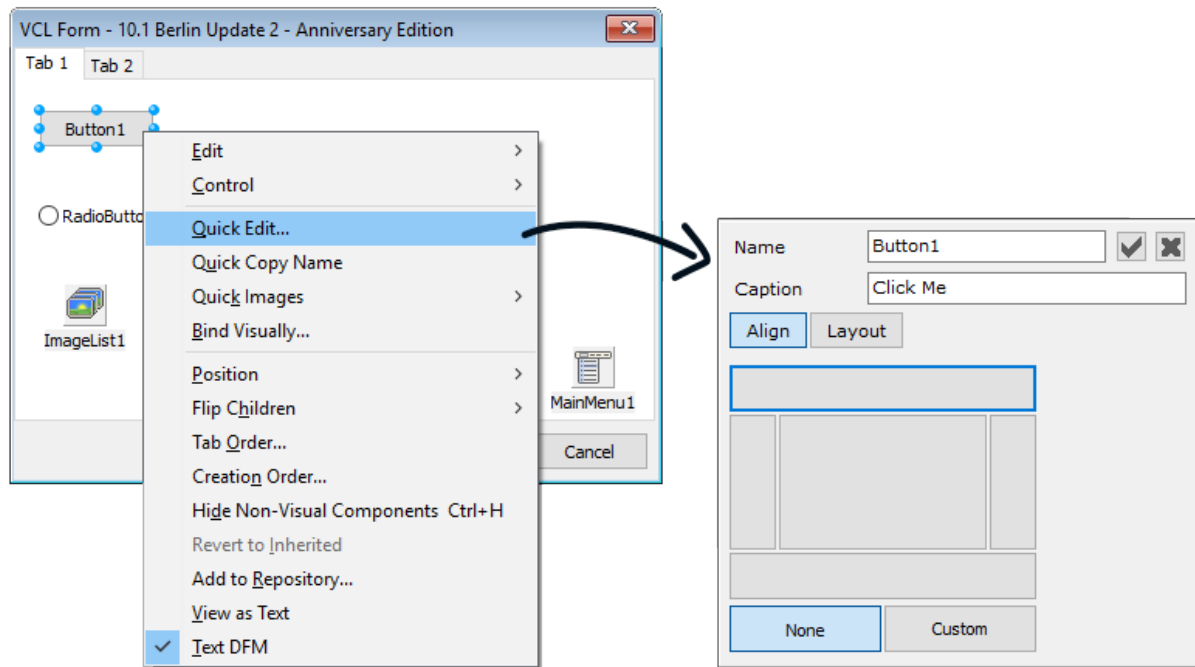 VCL Form - 10.1 Berlin Update 2 - Anniversary Edition
Tab 1 Tab 2
Button1
RadioButto
ImageList1
MainMenu1
Cancel
Edit
Control
Quick Edit...
Quick Copy Name
Quick Images
Bind Visually...
Position
Flip Children
Tab Order...
Creation Order...
Hide Non-Visual Components Ctrl+H
Revert to Inherited
Add to Repository...
View as Text
Text DFM
Name Button1
Caption Click Me
Align Layout
None Custom